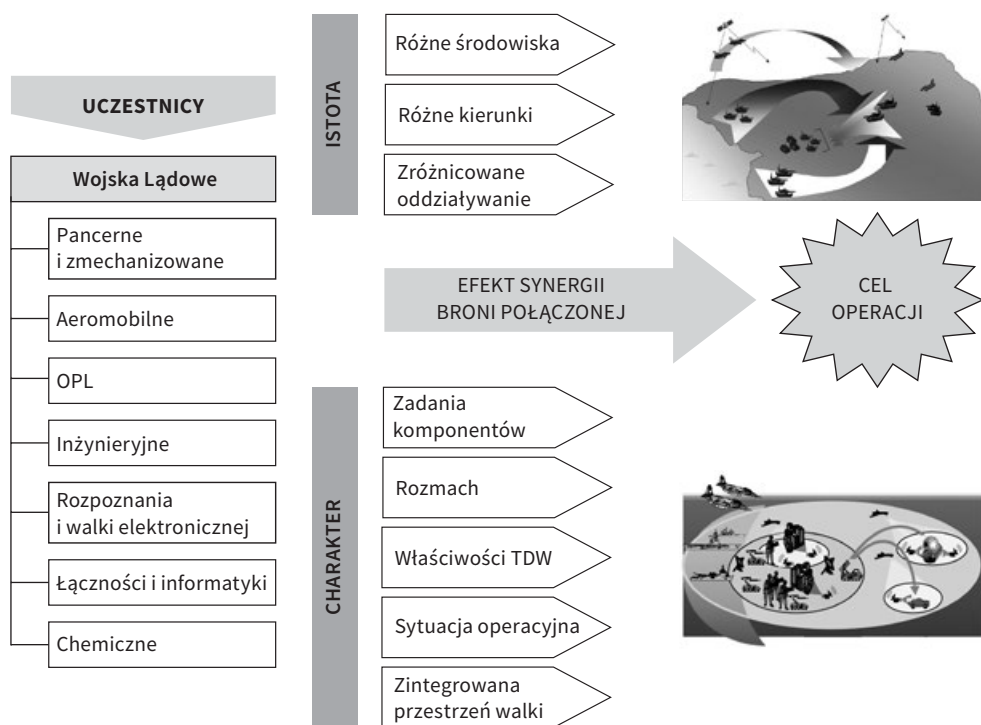 UCZESTNICY
Wojska Lądowe
Pancerne
i zmechanizowane
Aeromobilne
OPL
Inżynieryjne
Rozpoznania
i walki elektronicznej
Łączności i informatyki
Chemiczne
ISTOTA
Różne środowiska
Różne kierunki
Zróżnicowane
oddziaływanie
EFEKT SYNERGII
BRONI POŁĄCZONEJ
CEL
OPERACJI
CHARAKTER
Zadania
komponentów
Rozmach
Właściwości TDW
Sytuacja operacyjna
Zintegrowana
przestrzeń walki